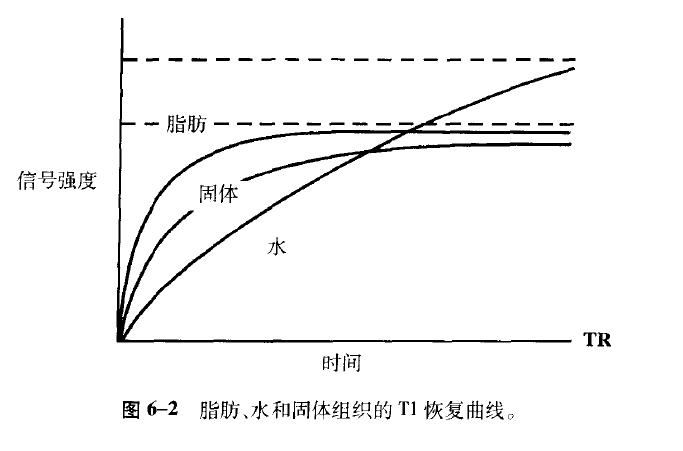 脂肪
信号强度
固体
水
TR
时间
图 6-2 脂肪、水和固体组织的 T1 恢复曲线。